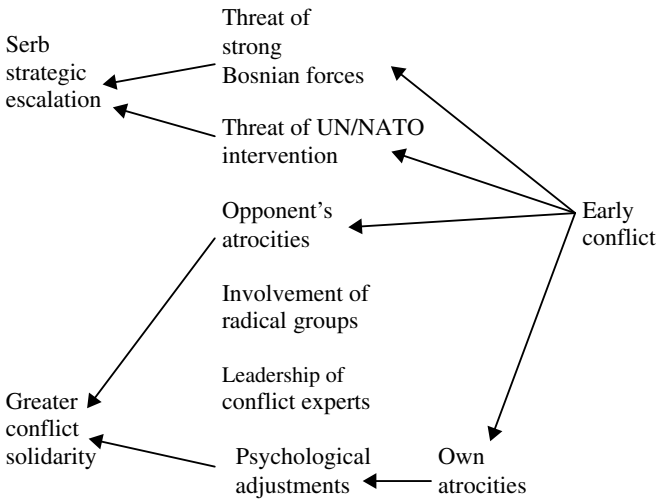 Serb
strategic
escalation
Threat of
strong
Bosnian forces
Threat of UN/NATO
intervention
Opponent's
atrocities
Early
conflict
Involvement of
radical groups
Leadership of
conflict experts
Greater
conflict
solidarity
Psychological
adjustments
Own
atrocities